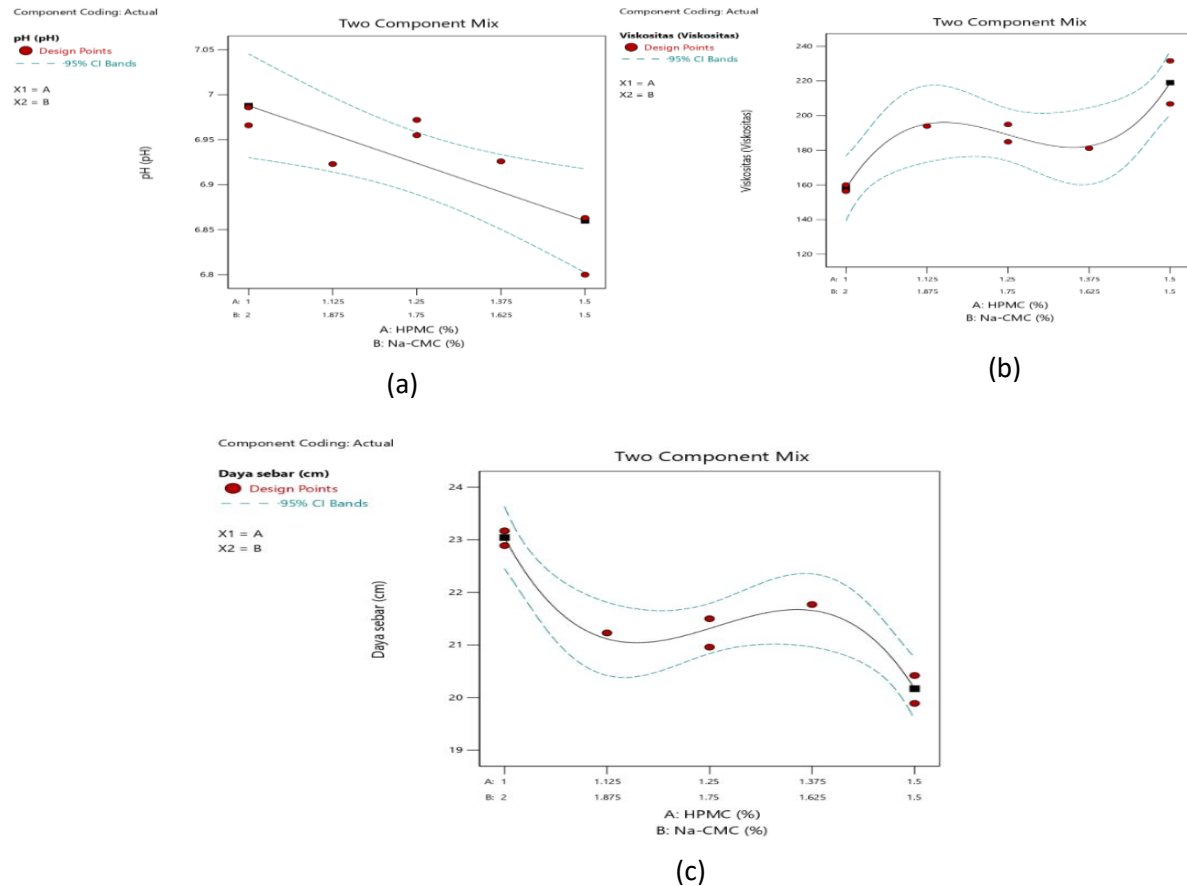 Component Coding: Actual
pH (pH)
Design Points
95% CI Bands
X1 = A
X2 = B
Two Component Mix
pH (pH)
7.05
7
6.95
6.9
6.85
6.8
A: 1 1.125 1.25 1.375 1.5
B: 2 1.875 1.75 1.625 1.5
A: HPMC (%)
B: Na-CMC (%)
(a)
Component Coding: Actual
Viskositas (Viskositas)
Design Points
95% CI Bands
X1 = A
X2 = B
Two Component Mix
Viskositas (Viskositas)
240
220
200
180
160
140
120
A: 1 1.125 1.25 1.375 1.5
B: 2 1.875 1.75 1.625 1.5
A: HPMC (%)
B: Na-CMC (%)
(b)
Component Coding: Actual
Daya sebar (cm)
Design Points
95% CI Bands
X1 = A
X2 = B
Two Component Mix
Daya sebar (cm)
24
23
22
21
20
19
A: 1 1.125 1.25 1.375 1.5
B: 2 1.875 1.75 1.625 1.5
A: HPMC (%)
B: Na-CMC (%)
(c)